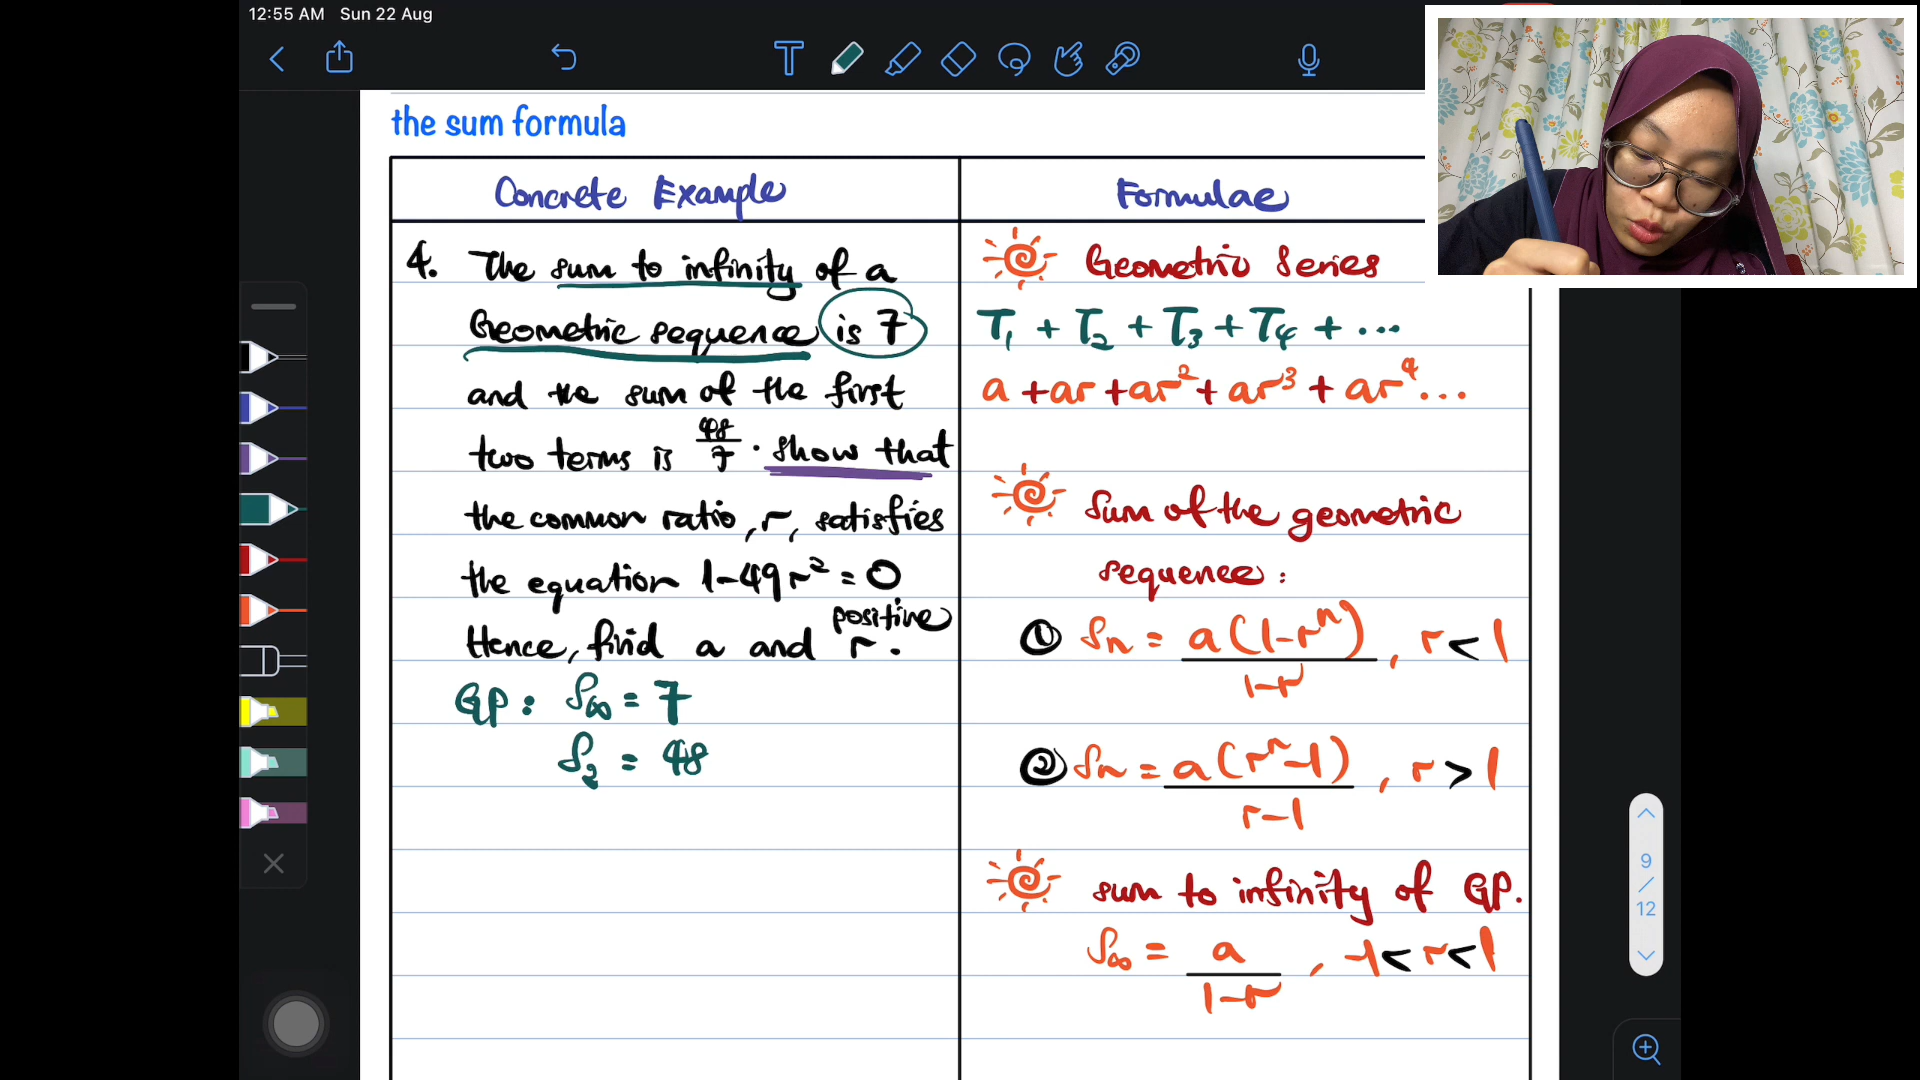 12:55 AM Sun 22 Aug
the sum formula
Concrete Example
4. The sum to infinity of a
Geometric sequence is 7
and the sum of the first
two terms is 48/7. Show that
the common ratio, r, satisfies
the equation 1-49r² = 0
positive
Hence, find a and r.
GP: S∞ = 7
S₂ = 48
Formulae
Geometric Series
T₁ + T₂ + T₃ + T₄ + ...
a + ar + ar² + ar³ + ar⁴...
Sum of the geometric
sequence:
① Sn = a(1-rⁿ)/1-r, r < 1
② Sn = a(rⁿ-1)/r-1, r > 1
sum to infinity of GP.
S∞ = a/1-r, -1< r <1
9
/
12